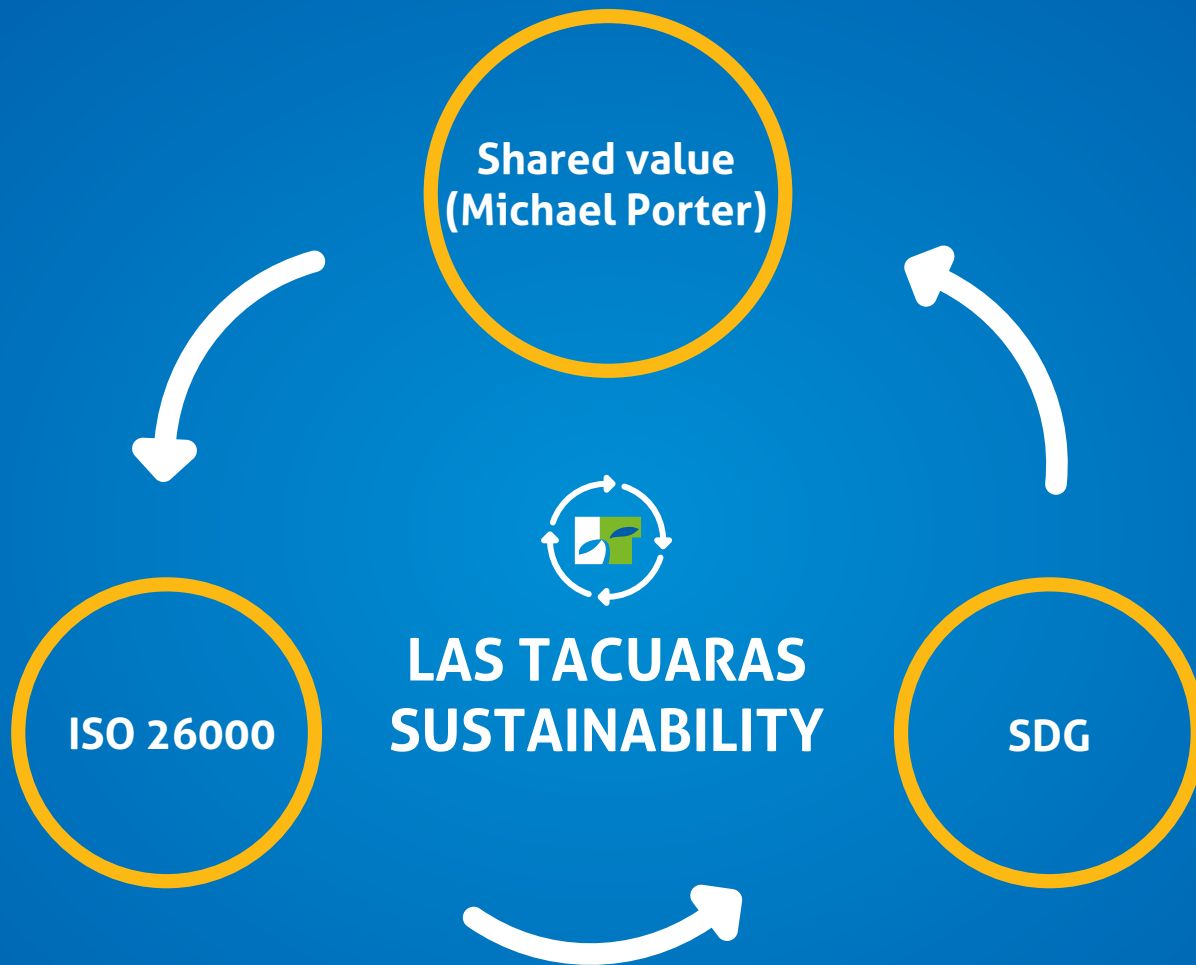 Shared value
(Michael Porter)
ISO 26000
LAS TACUARAS
SUSTAINABILITY
SDG